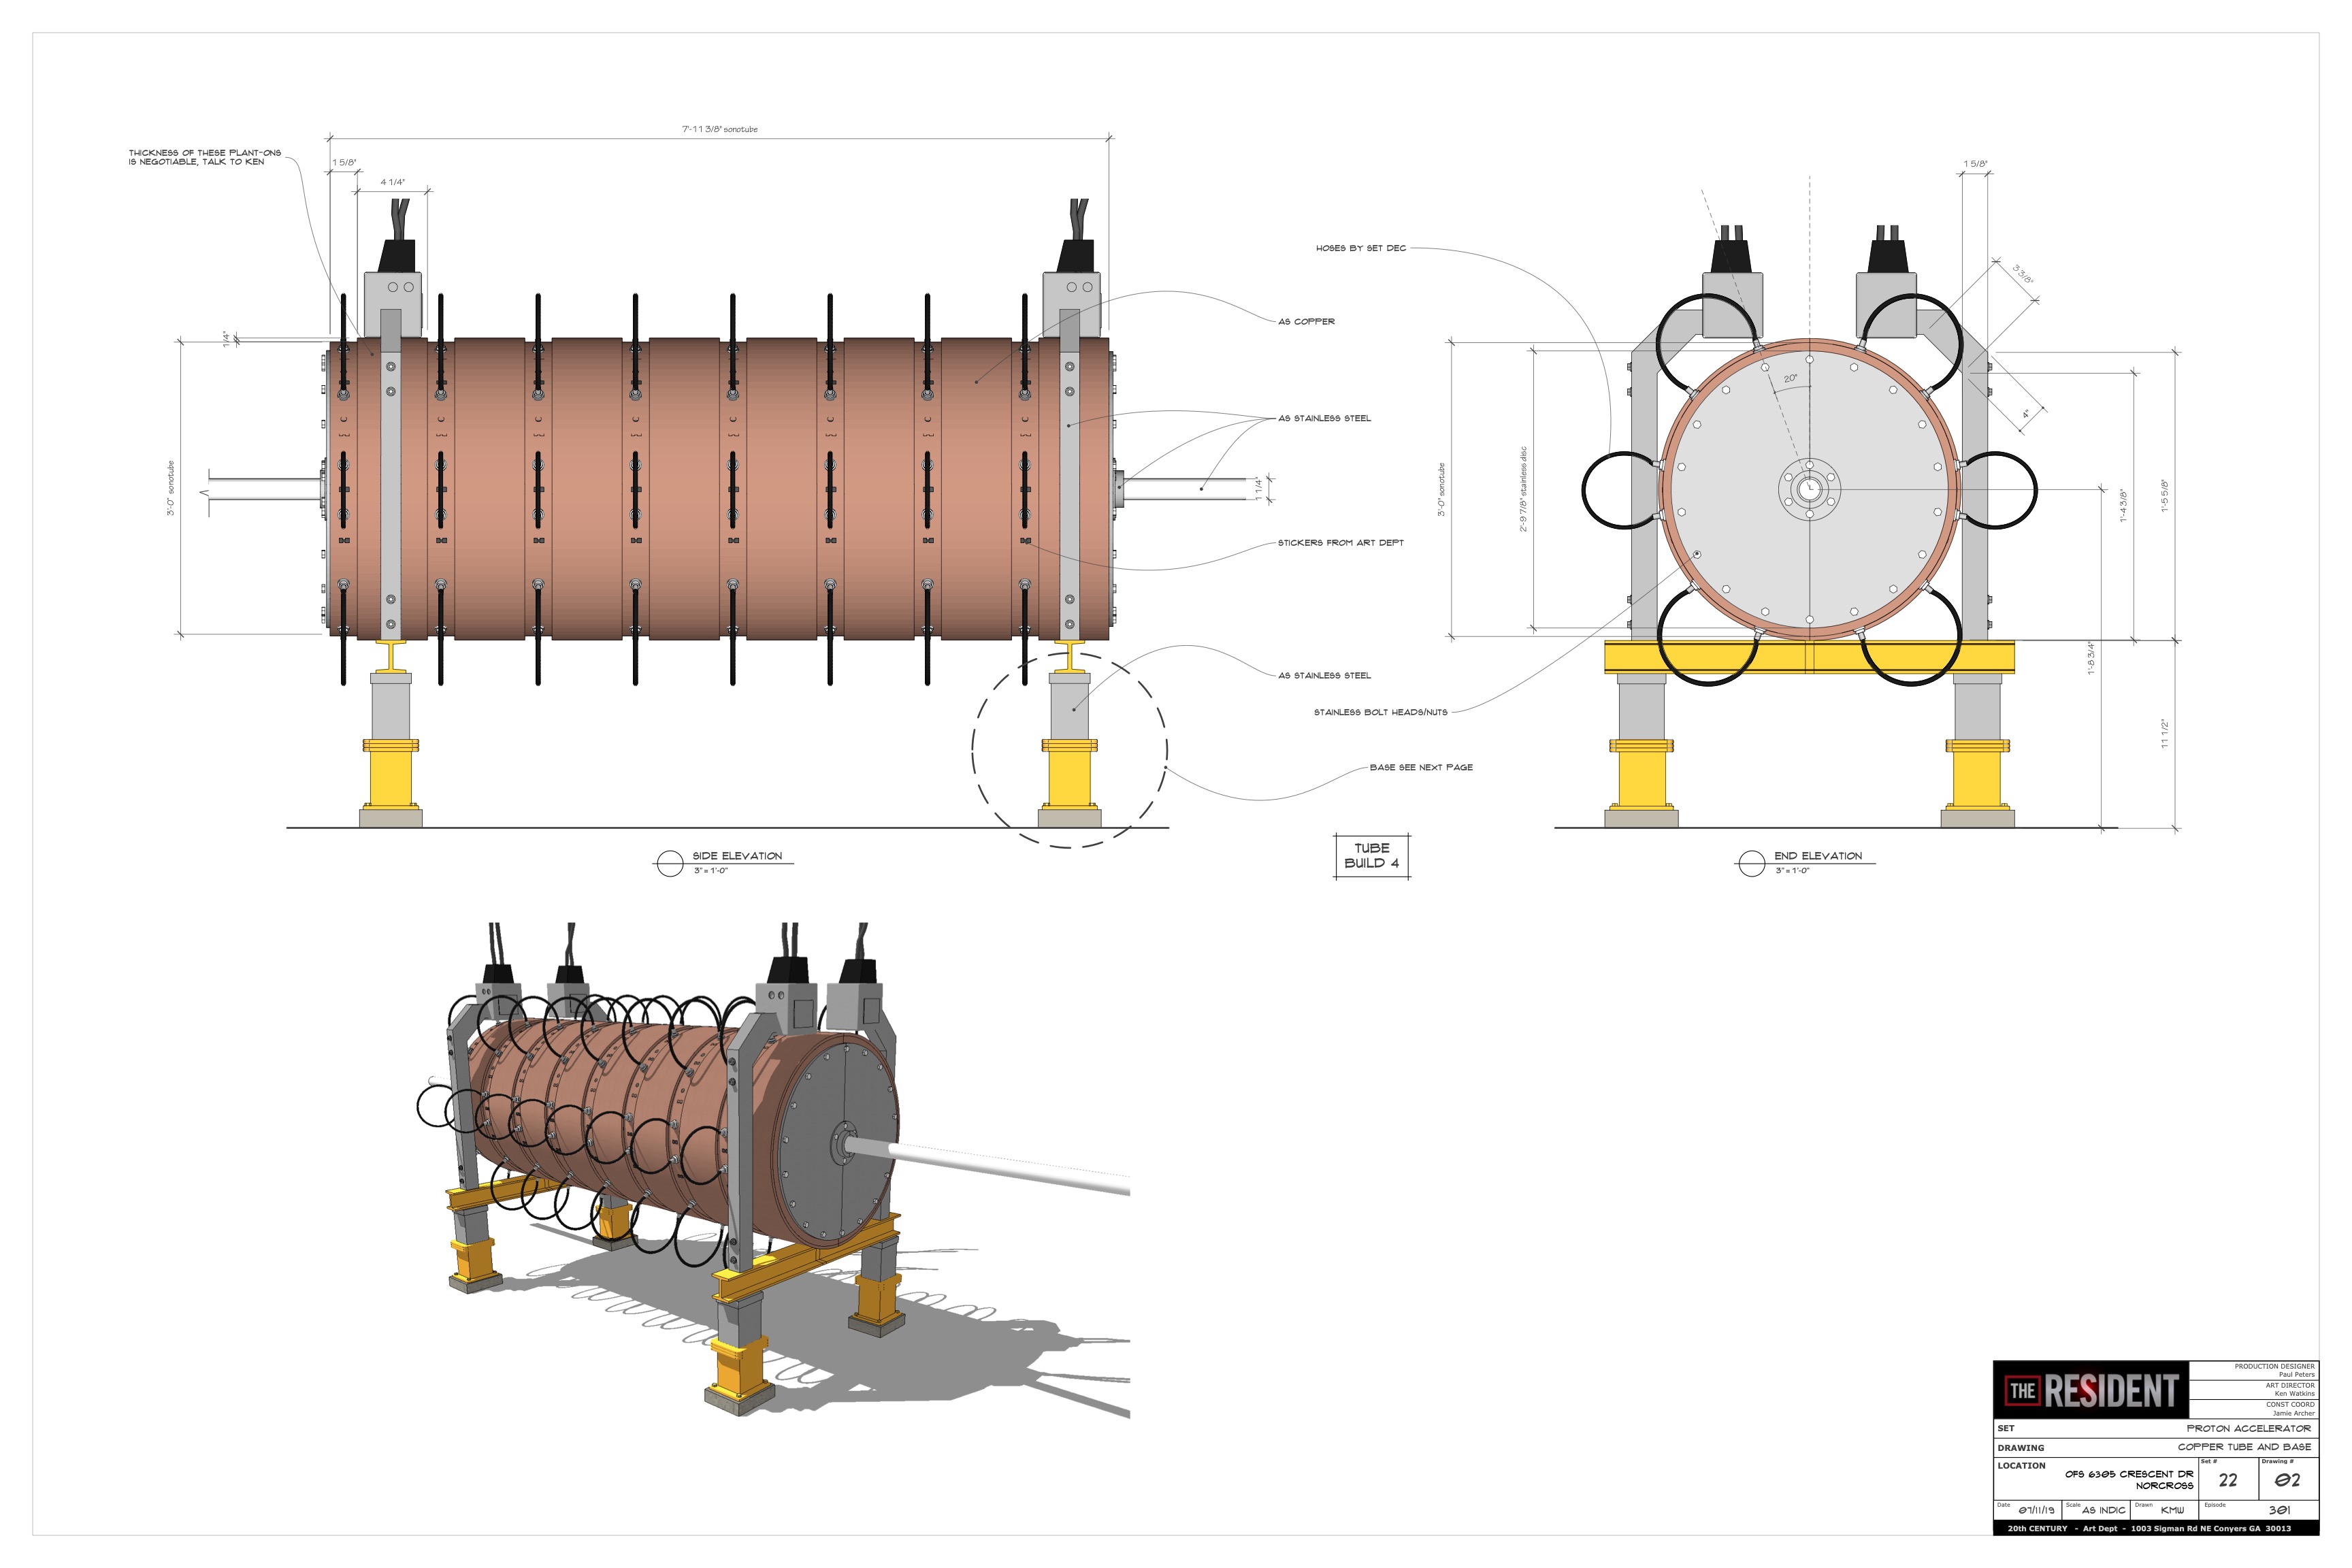 7'-11 3/8" sonotube
THICKNESS OF THESE PLANT-ONS
IS NEGOTIABLE, TALK TO KEN
1 5/8"
4 1/4"
1/4"
3'-0" sonotube
1 1/4"
HOSES BY SET DEC
AS COPPER
AS STAINLESS STEEL
STICKERS FROM ART DEPT
AS STAINLESS STEEL
STAINLESS BOLT HEADS/NUTS
BASE SEE NEXT PAGE
SIDE ELEVATION
3" = 1'-0"
TUBE
BUILD 4
1 5/8"
3 3/8"
20°
4"
3'-0" sonotube
2'-9 7/8" stainless disc
1'-4 3/8"
1'-5 5/8"
1'-8 3/4"
11 1/2"
END ELEVATION
3" = 1'-0"
THE RESIDENT
PRODUCTION DESIGNER
Paul Peters
ART DIRECTOR
Ken Watkins
CONST COORD
Jamie Archer
SET PROTON ACCELERATOR
DRAWING COPPER TUBE AND BASE
LOCATION
OFS 6305 CRESCENT DR
NORCROSS
Set #
22
Drawing #
02
Date 07/11/19
Scale AS INDIC
Drawn KMW
Episode 301
20th CENTURY - Art Dept - 1003 Sigman Rd NE Conyers GA 30013